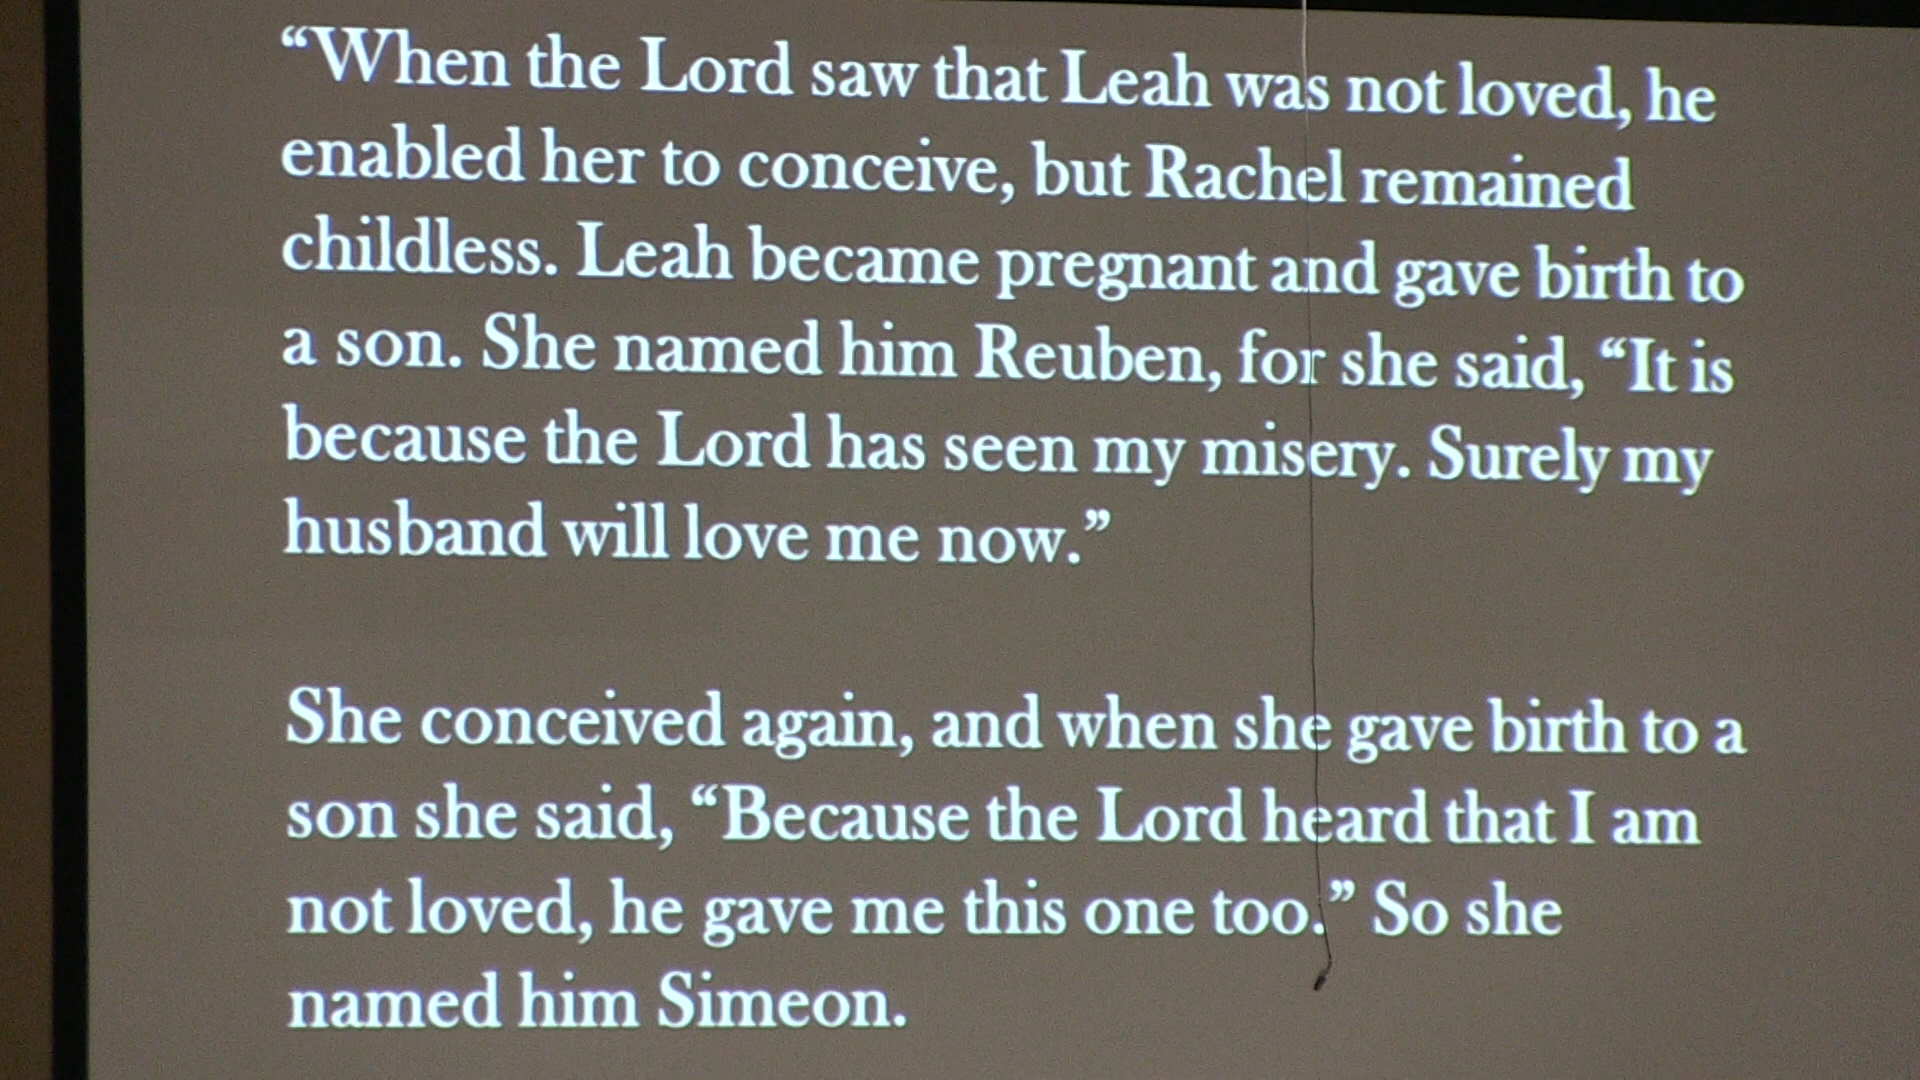 “When the Lord saw that Leah was not loved, he
enabled her to conceive, but Rachel remained
childless. Leah became pregnant and gave birth to
a son. She named him Reuben, for she said, “It is
because the Lord has seen my misery. Surely my
husband will love me now.”
She conceived again, and when she gave birth to a
son she said, “Because the Lord heard that I am
not loved, he gave me this one too.” So she
named him Simeon.